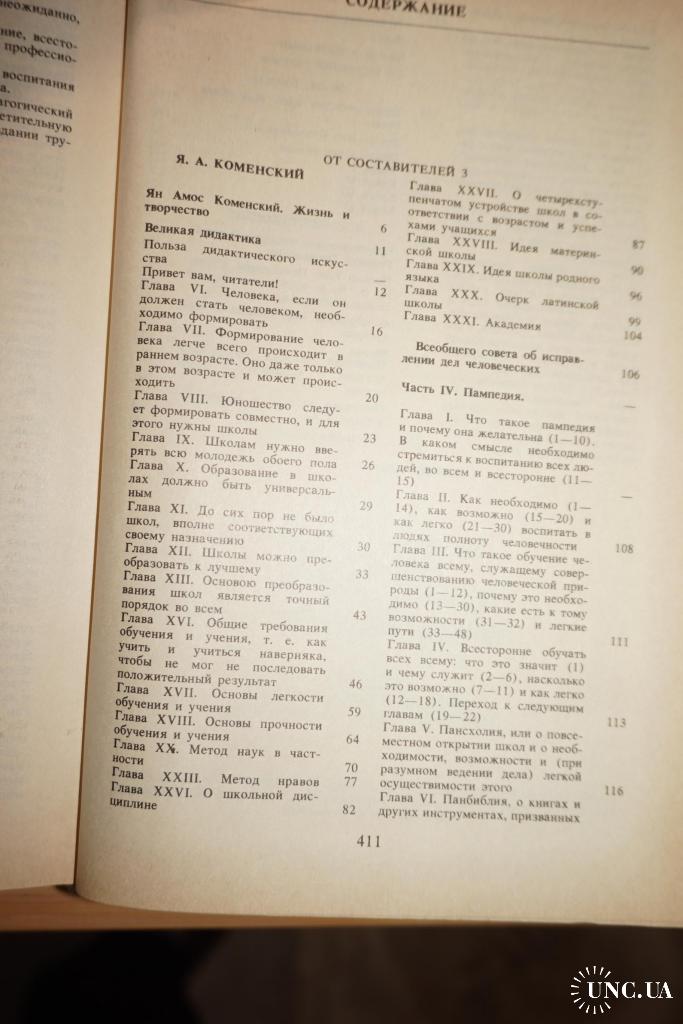 неожиданно,
ние, всесто-
профессио-
воспитания
а.
агогический
етительную
дании тру-
СОДЕРЖАНИЕ
ОТ СОСТАВИТЕЛЕЙ 3
Я. А. КОМЕНСКИЙ
Ян Амос Коменский. Жизнь и
творчество 6
Великая дидактика
Польза дидактического искус- 11
ства
Привет вам, читатели! —
Глава VI. Человека, если он 12
должен стать человеком, необ-
ходимо формировать
Глава VII. Формирование чело- 16
века легче всего происходит в
раннем возрасте. Оно даже только
в этом возрасте и может проис-
ходить
Глава VIII. Юношество следу- 20
ет формировать совместно, и для
этого нужны школы
Глава IX. Школам нужно вве- 23
рять всю молодежь обоего пола
Глава X. Образование в шко- 26
лах должно быть универсаль-
ным
Глава XI. До сих пор не было 29
школ, вполне соответствующих
своему назначению
Глава XII. Школы можно пре- 30
образовать к лучшему
Глава XIII. Основою преобразо- 33
вания школ является точный
порядок во всем
Глава XVI. Общие требования 43
обучения и учения, т. е. как
учить и учиться наверняка,
чтобы не мог не последовать
положительный результат
Глава XVII. Основы легкости 46
обучения и учения
Глава XVIII. Основы прочности 59
обучения и учения
Глава XX. Метод наук в част- 64
ности
Глава XXIII. Метод нравов 70
Глава XXVI. О школьной дис- 77
циплине
82
Глава XXVII. О четырехсту-
пенчатом устройстве школ в со-
ответствии с возрастом и успе-
хами учащихся 87
Глава XXVIII. Идея материн-
ской школы 90
Глава XXIX. Идея школы родного
языка 96
Глава XXX. Очерк латинской
школы 99
Глава XXXI. Академия 104
Всеобщего совета об исправ-
лении дел человеческих 106
Часть IV. Пампедия. —
Глава I. Что такое пампедия
и почему она желательна (1—10).
В каком смысле необходимо
стремиться к воспитанию всех лю-
дей, во всем и всесторонне (11—
15) —
Глава II. Как необходимо (1—
14), как возможно (15—20) и
как легко (21—30) воспитать в
людях полноту человечности 108
Глава III. Что такое обучение че-
ловека всему, служащему совер-
шенствованию человеческой при-
роды (1—12), почему это необхо-
димо (13—30), какие есть к тому
возможности (31—32) и легкие
пути (33—48) 111
Глава IV. Всесторонне обучать
всех всему: что это значит (1)
и чему служит (2—6), насколько
это возможно (7—11) и как легко
(12—18). Переход к следующим
главам (19—22) 113
Глава V. Пансхолия, или о повсе-
местном открытии школ и о необ-
ходимости, возможности и (при
разумном ведении дела) легкой
осуществимости этого 116
Глава VI. Панбиблия, о книгах и
других инструментах, призванных
411
UNC.UA